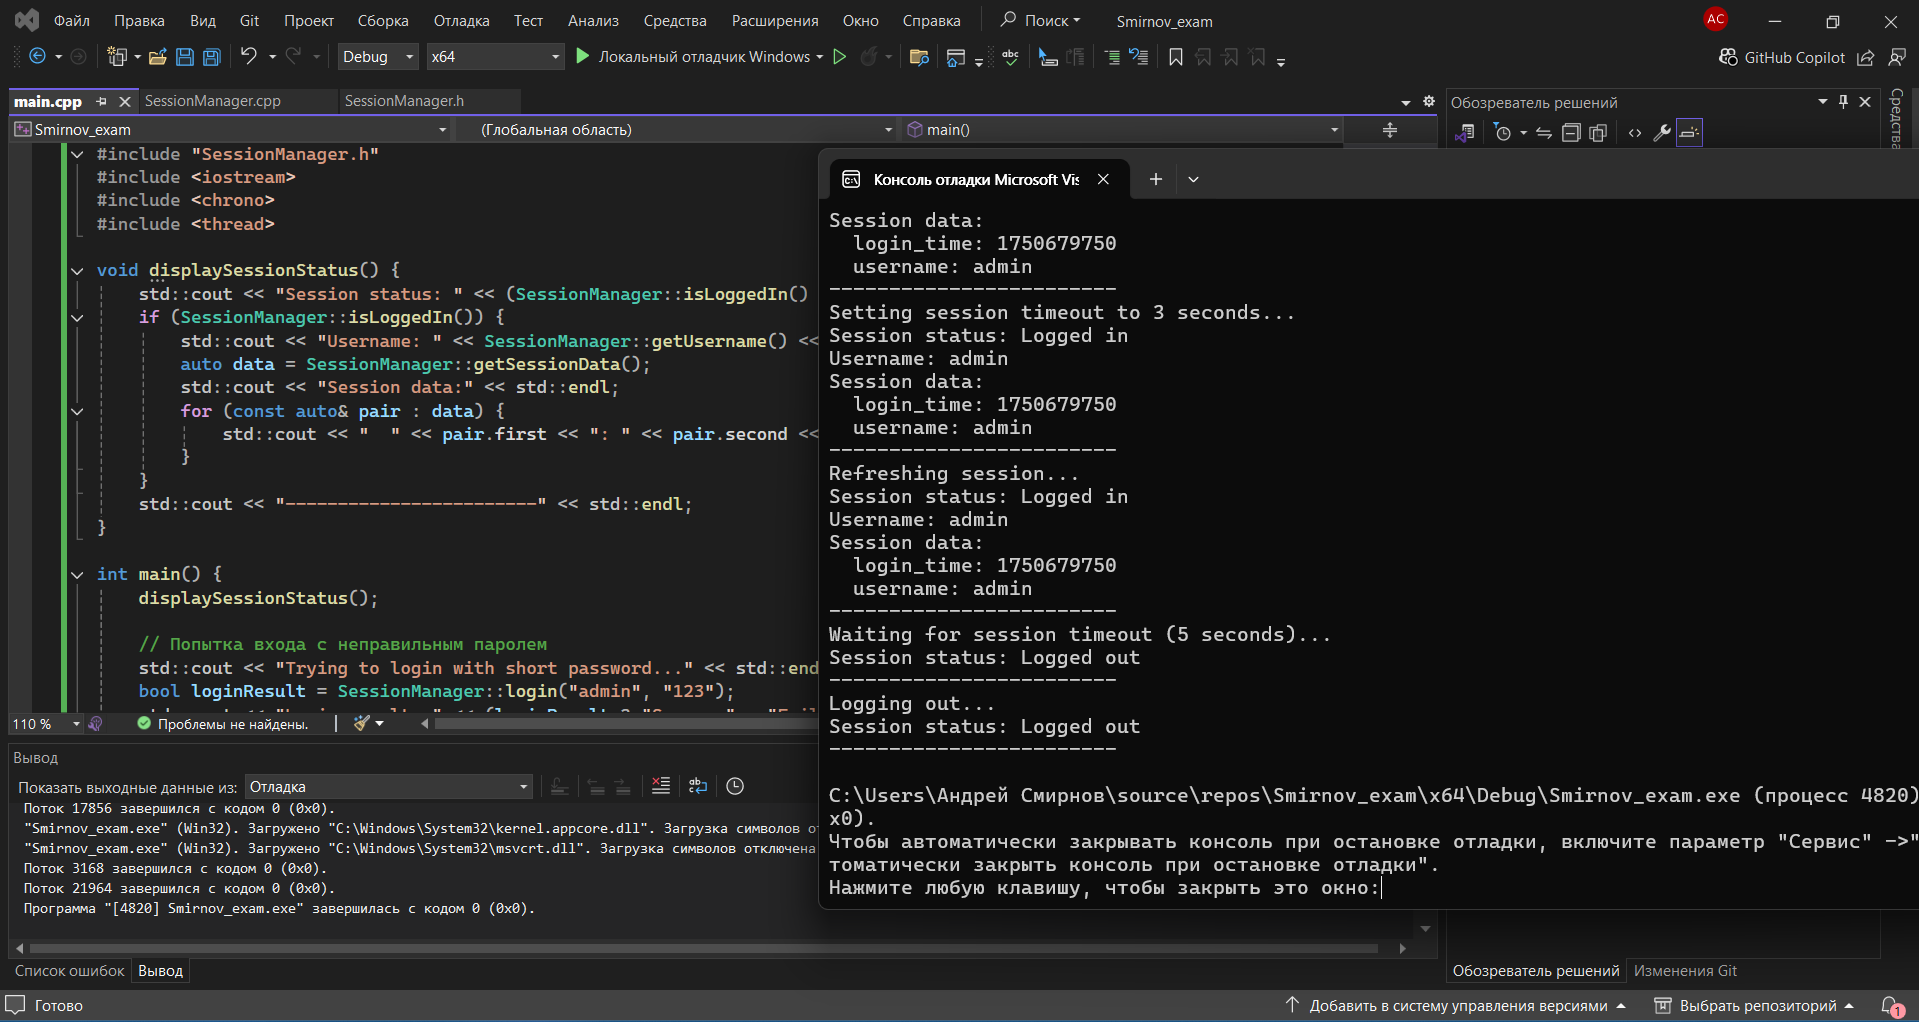 Файл Правка Вид Git Проект Сборка Отладка Тест Анализ Средства Расширения Окно Справка Поиск Smirnov_exam AC
Debug x64 Локальный отладчик Windows abc GitHub Copilot
main.cpp SessionManager.cpp SessionManager.h
Smirnov_exam (Глобальная область) main()
#include "SessionManager.h"
#include <iostream>
#include <chrono>
#include <thread>
void displaySessionStatus() {
std::cout << "Session status: " << (SessionManager::isLoggedIn()
if (SessionManager::isLoggedIn()) {
std::cout << "Username: " << SessionManager::getUsername() <<
auto data = SessionManager::getSessionData();
std::cout << "Session data:" << std::endl;
for (const auto& pair : data) {
std::cout << "  " << pair.first << ": " << pair.second <<
}
}
std::cout << "------------------------" << std::endl;
}
int main() {
displaySessionStatus();
// Попытка входа с неправильным паролем
std::cout << "Trying to login with short password..." << std::end
bool loginResult = SessionManager::login("admin", "123");
110 % Проблемы не найдены.
Вывод
Показать выходные данные из: Отладка
Поток 17856 завершился с кодом 0 (0x0).
"Smirnov_exam.exe" (Win32). Загружено "C:\Windows\System32\kernel.appcore.dll". Загрузка символов от
"Smirnov_exam.exe" (Win32). Загружено "C:\Windows\System32\msvcrt.dll". Загрузка символов отключена
Поток 3168 завершился с кодом 0 (0x0).
Поток 21964 завершился с кодом 0 (0x0).
Программа "[4820] Smirnov_exam.exe" завершилась с кодом 0 (0x0).
Список ошибок Вывод
Обозреватель решений
Средства
Консоль отладки Microsoft Vis
Session data:
login_time: 1750679750
username: admin
------------------------
Setting session timeout to 3 seconds...
Session status: Logged in
Username: admin
Session data:
login_time: 1750679750
username: admin
------------------------
Refreshing session...
Session status: Logged in
Username: admin
Session data:
login_time: 1750679750
username: admin
------------------------
Waiting for session timeout (5 seconds)...
Session status: Logged out
------------------------
Logging out...
Session status: Logged out
------------------------
C:\Users\Андрей Смирнов\source\repos\Smirnov_exam\x64\Debug\Smirnov_exam.exe (процесс 4820)
x0).
Чтобы автоматически закрывать консоль при остановке отладки, включите параметр "Сервис" ->"
томатически закрыть консоль при остановке отладки".
Нажмите любую клавишу, чтобы закрыть это окно:
Обозреватель решений Изменения Git
Готово Добавить в систему управления версиями Выбрать репозиторий 1